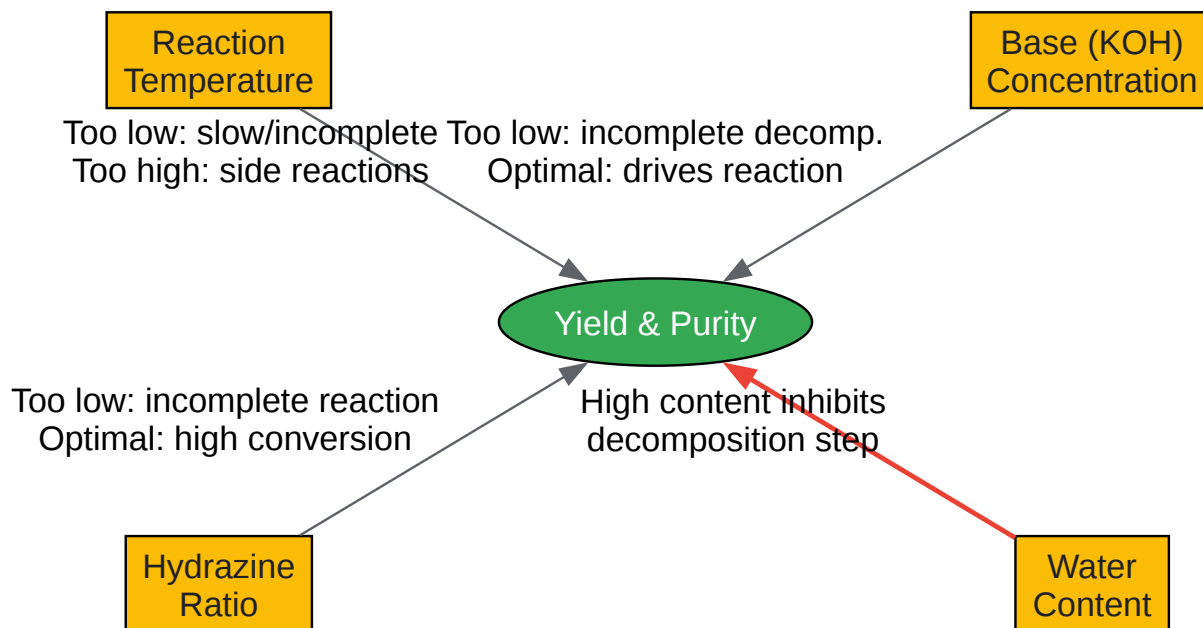 Reaction
Temperature
Base (KOH)
Concentration
Too low: slow/incomplete
Too high: side reactions
Too low: incomplete decomp.
Optimal: drives reaction
Yield & Purity
Too low: incomplete reaction
Optimal: high conversion
High content inhibits
decomposition step
Hydrazine
Ratio
Water
Content